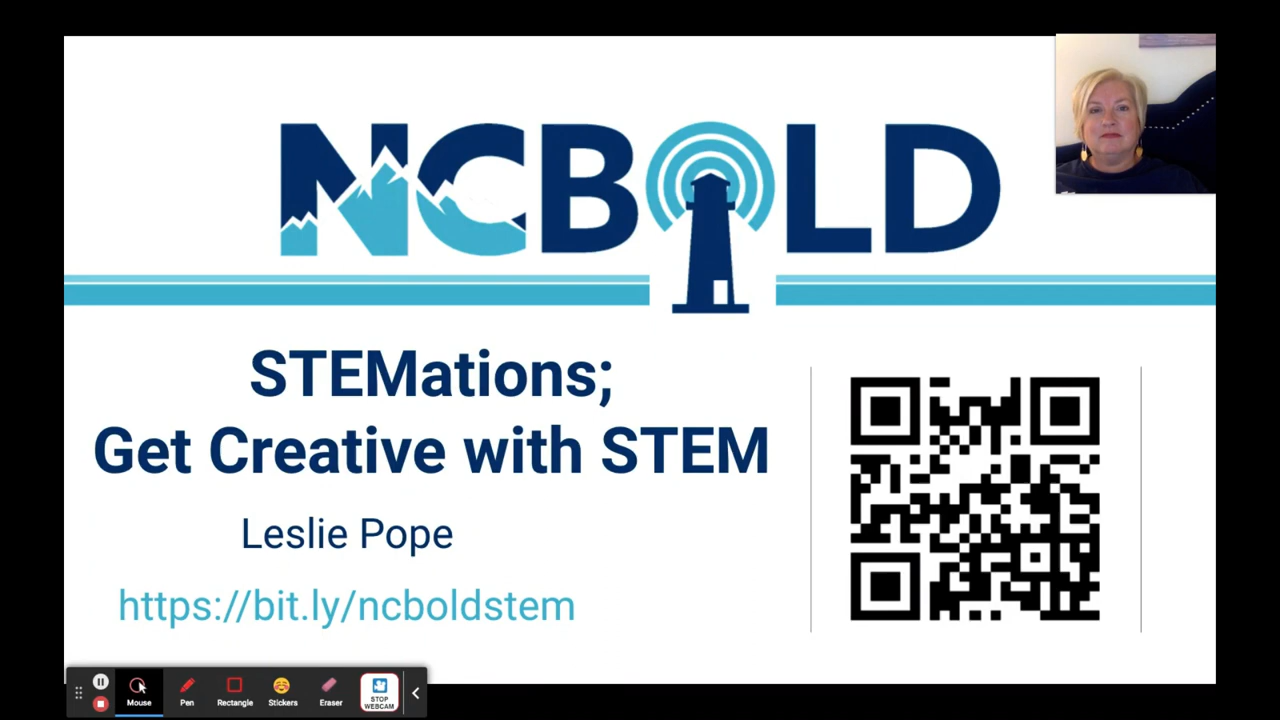 NCBOLD
STEMations;
Get Creative with STEM
Leslie Pope
https://bit.ly/ncboldstem
Mouse
Pen
Rectangle
Stickers
Eraser
STOP
WEBCAM